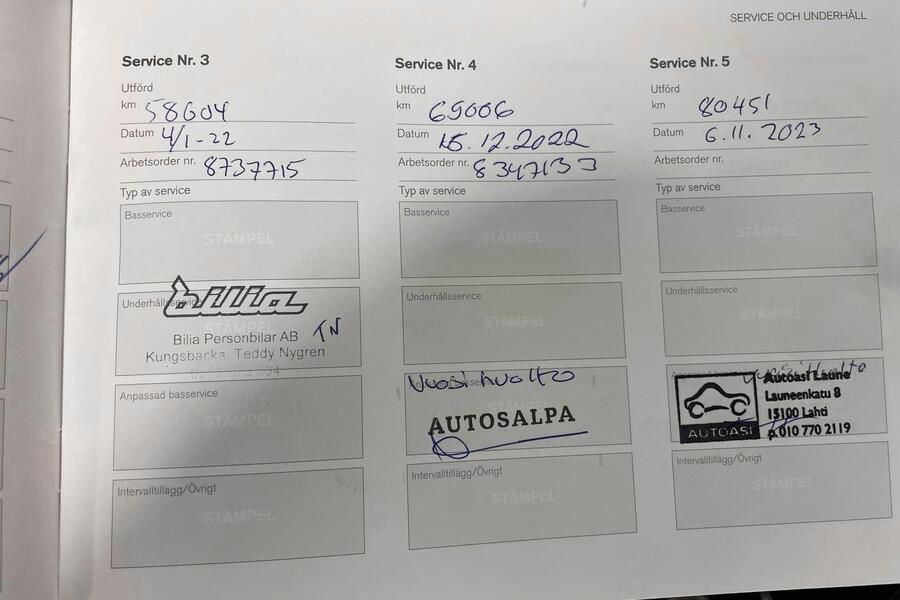 SERVICE OCH UNDERHÅLL
Service Nr. 3
Utförd
km 58604
Datum 4/1-22
Arbetsorder nr. 8737715
Typ av service
Basservice
STÄMPEL
Underhållsservice
bilia
STÄMPEL
Bilia Personbilar AB TN
Kungsbacka, Teddy Nygren
Anpassad basservice
STÄMPEL
Intervalltillägg/Övrigt
STÄMPEL
Service Nr. 4
Utförd
km 69006
Datum 15.12.2022
Arbetsorder nr. 8347133
Typ av service
Basservice
STÄMPEL
Underhållsservice
STÄMPEL
Vuosihuolto
STÄMPEL
AUTOSALPA
Intervalltillägg/Övrigt
STÄMPEL
Service Nr. 5
Utförd
km 80451
Datum 6.11.2023
Arbetsorder nr.
Typ av service
Basservice
STÄMPEL
Underhållsservice
STÄMPEL
Autoasi Laune
Launeenkatu 8
15100 Lahti
AUTOASI p.010 770 2119
Intervalltillägg/Övrigt
STÄMPEL